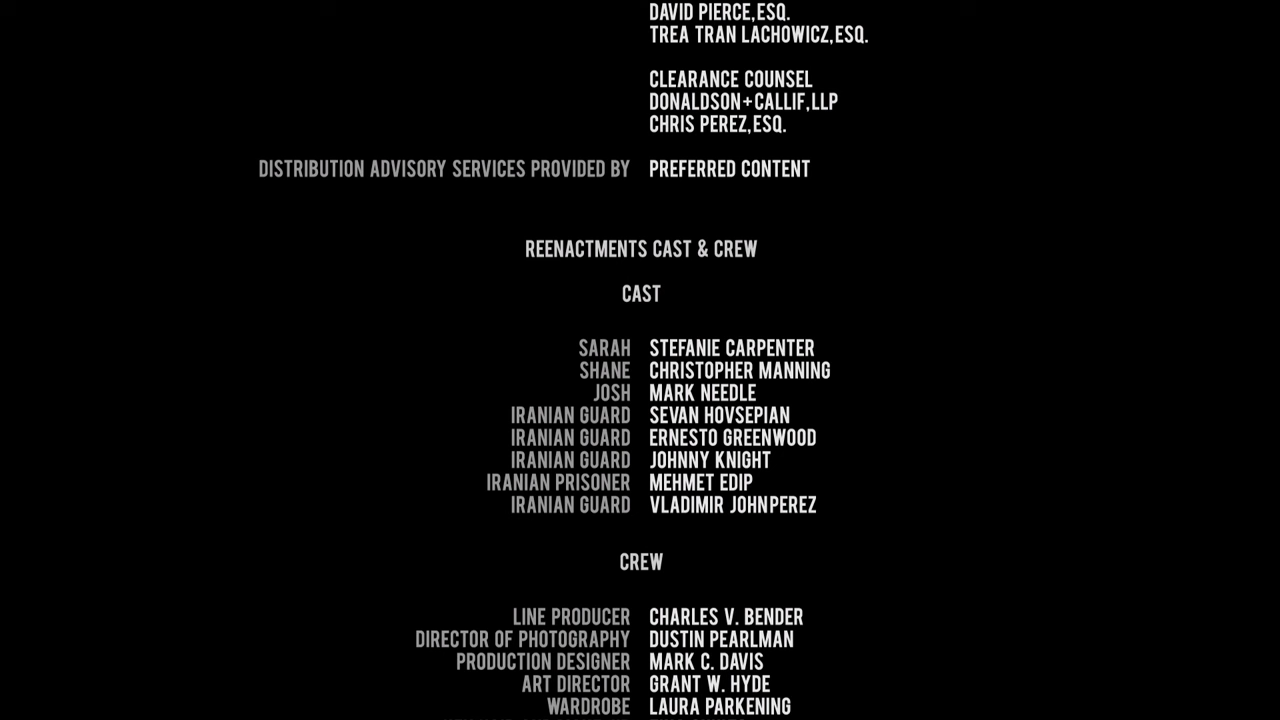 DAVID PIERCE,ESQ.
TREA TRAN LACHOWICZ,ESQ.
CLEARANCE COUNSEL
DONALDSON+CALLIF,LLP
CHRIS PEREZ,ESQ.
DISTRIBUTION ADVISORY SERVICES PROVIDED BY PREFERRED CONTENT
REENACTMENTS CAST & CREW
CAST
SARAH STEFANIE CARPENTER
SHANE CHRISTOPHER MANNING
JOSH MARK NEEDLE
IRANIAN GUARD SEVAN HOVSEPIAN
IRANIAN GUARD ERNESTO GREENWOOD
IRANIAN GUARD JOHNNY KNIGHT
IRANIAN PRISONER MEHMET EDIP
IRANIAN GUARD VLADIMIR JOHNPEREZ
CREW
LINE PRODUCER CHARLES V. BENDER
DIRECTOR OF PHOTOGRAPHY DUSTIN PEARLMAN
PRODUCTION DESIGNER MARK C. DAVIS
ART DIRECTOR GRANT W. HYDE
WARDROBE LAURA PARKENING